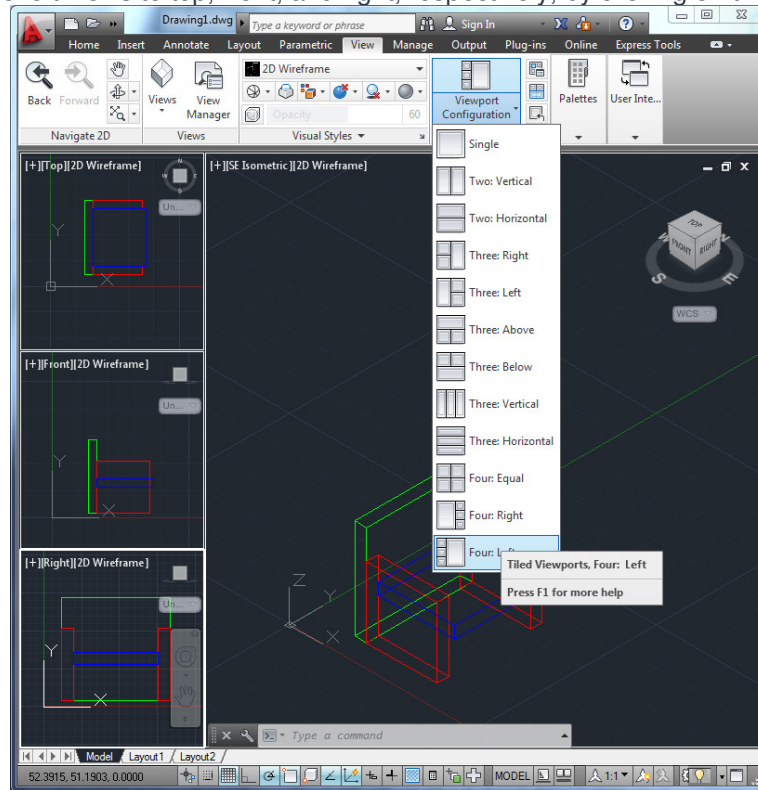 Drawing1.dwg
Type a keyword or phrase
Sign In
Home Insert Annotate Layout Parametric View Manage Output Plug-ins Online Express Tools
2D Wireframe
Back Forward
Views
View
Manager
Opacity 60
Viewport
Configuration
Palettes
User Inte...
Navigate 2D
Views
Visual Styles
Single
Two: Vertical
Two: Horizontal
Three: Right
Three: Left
Three: Above
Three: Below
Three: Vertical
Three: Horizontal
Four: Equal
Four: Right
Four: Left
Tiled Viewports, Four: Left
Press F1 for more help
[+][Top][2D Wireframe]
N
W
S
Un...
Y
X
[+][SE Isometric][2D Wireframe]
TOP
FRONT
RIGHT
W
N
S
E
WCS
[+][Front][2D Wireframe]
Un...
Y
X
[+][Right][2D Wireframe]
Un...
Y
X
Z
Y
X
Type a command
Model Layout1 Layout2
52.3915, 51.1903, 0.0000
MODEL
1:1